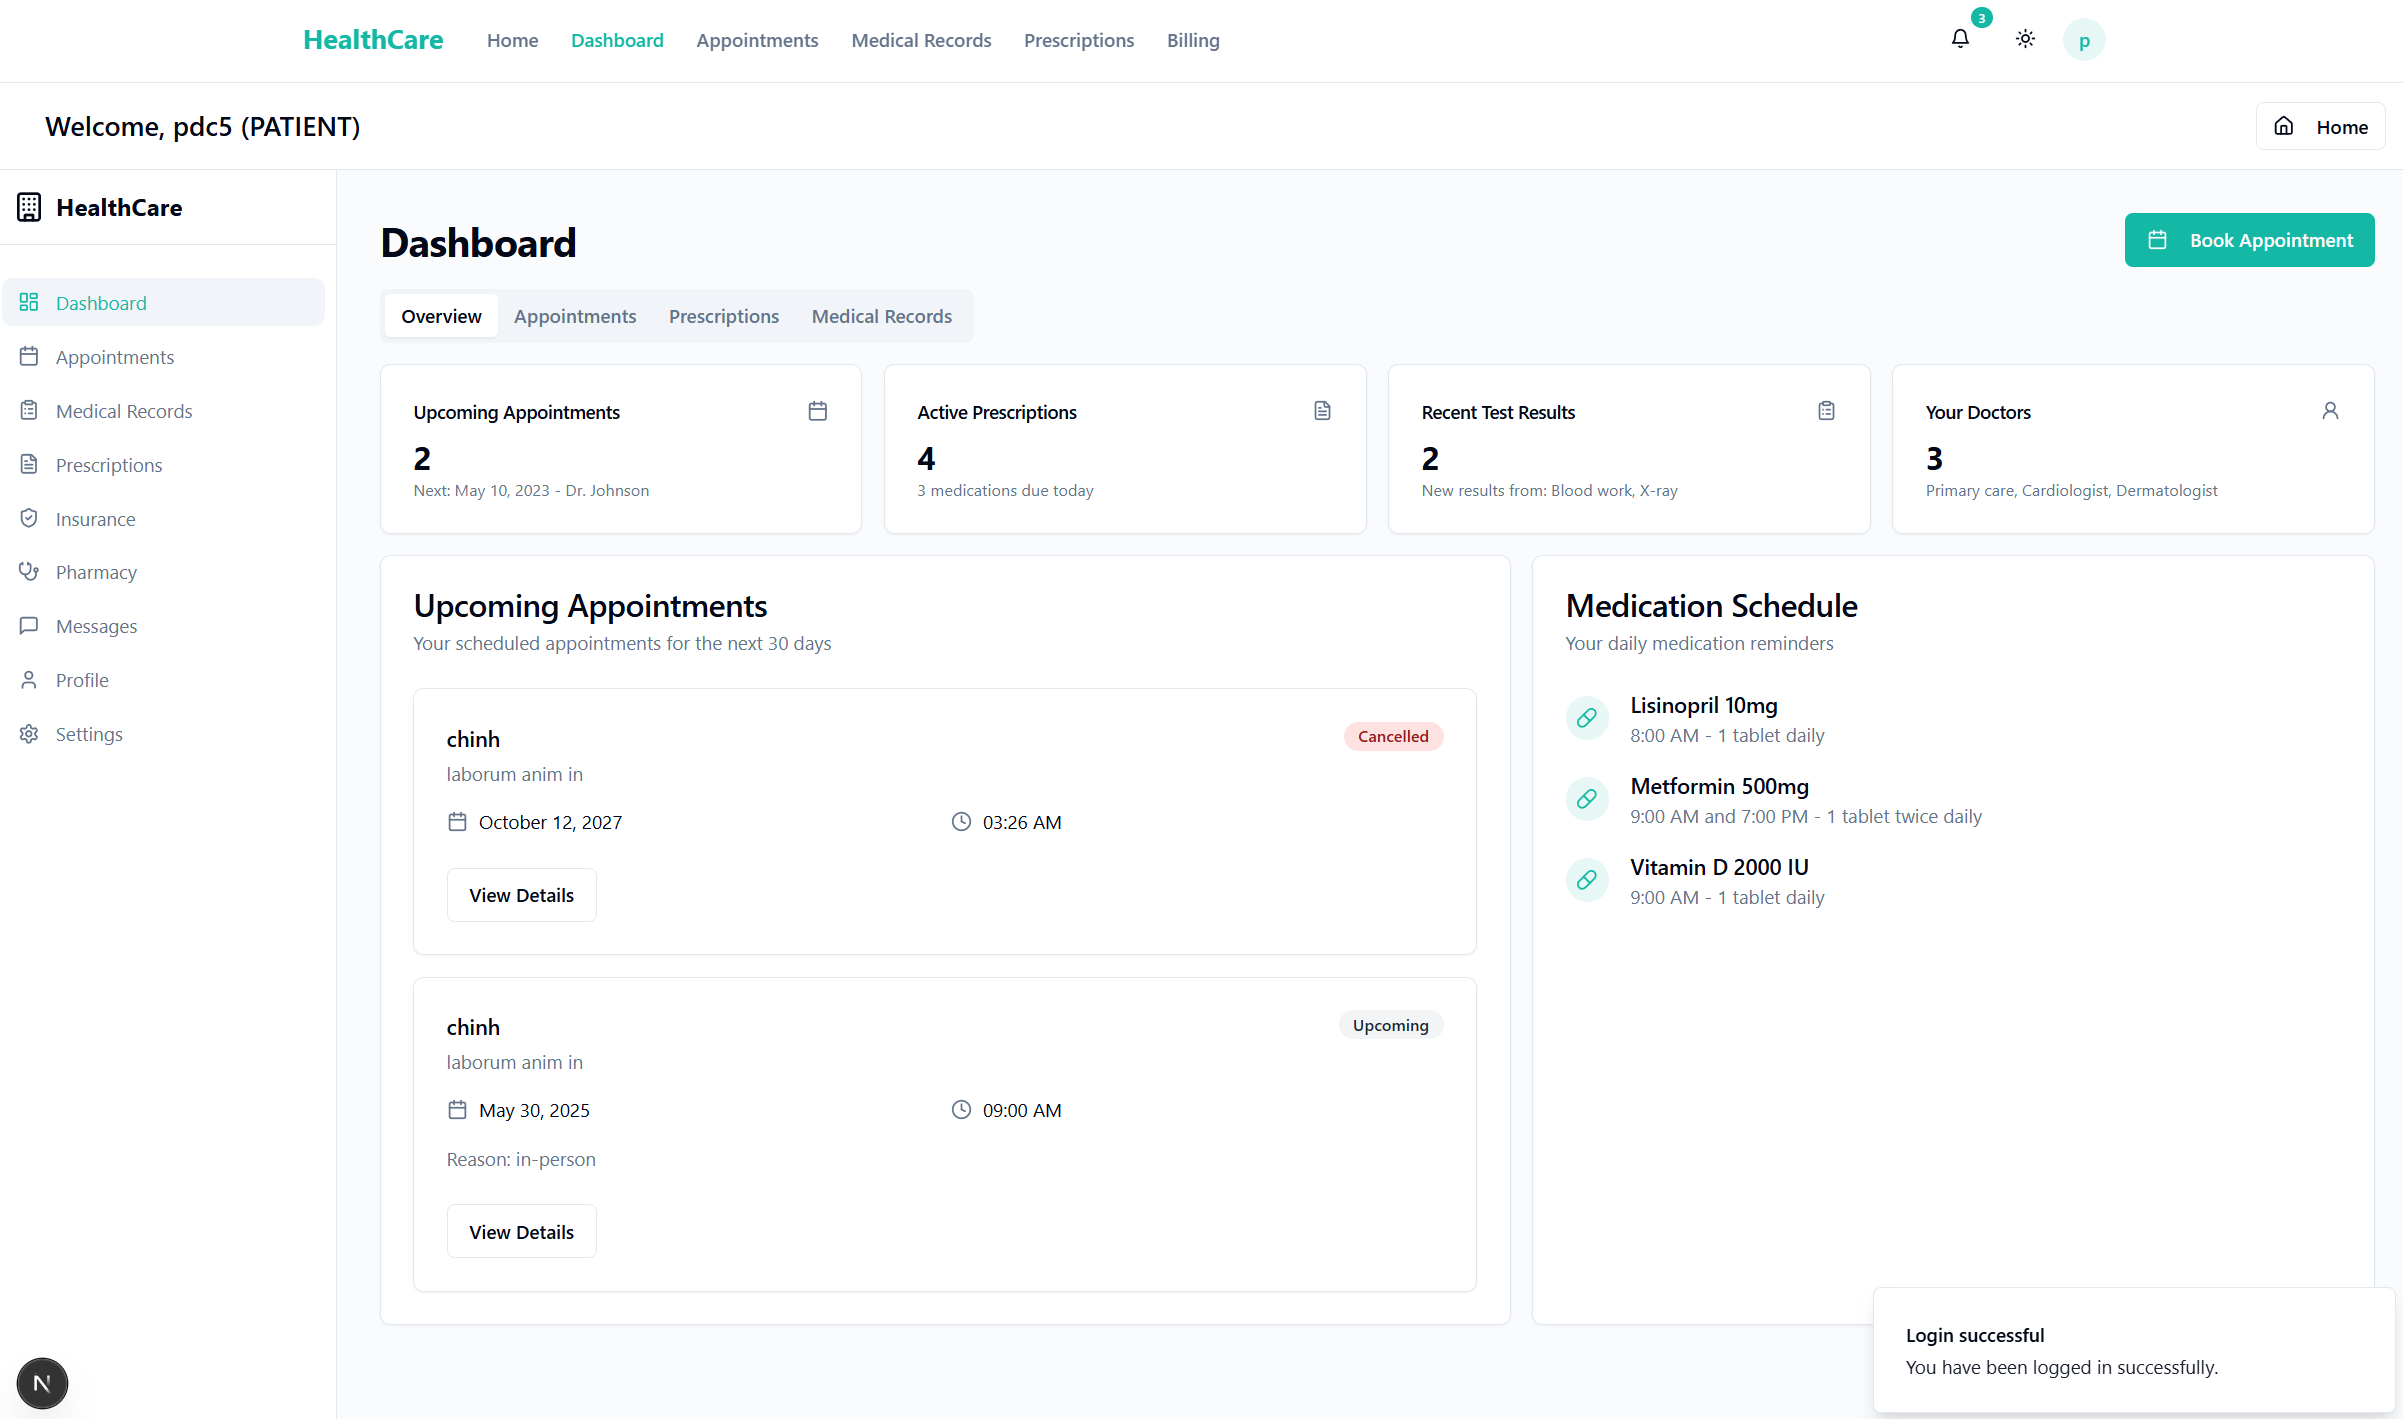 HealthCare Home Dashboard Appointments Medical Records Prescriptions Billing 3 p
Welcome, pdc5 (PATIENT) Home
HealthCare
Dashboard
Appointments
Medical Records
Prescriptions
Insurance
Pharmacy
Messages
Profile
Settings
N
Dashboard
Book Appointment
Overview Appointments Prescriptions Medical Records
Upcoming Appointments
2
Next: May 10, 2023 - Dr. Johnson
Active Prescriptions
4
3 medications due today
Recent Test Results
2
New results from: Blood work, X-ray
Your Doctors
3
Primary care, Cardiologist, Dermatologist
Upcoming Appointments
Your scheduled appointments for the next 30 days
chinh Cancelled
laborum anim in
October 12, 2027 03:26 AM
View Details
chinh Upcoming
laborum anim in
May 30, 2025 09:00 AM
Reason: in-person
View Details
Medication Schedule
Your daily medication reminders
Lisinopril 10mg
8:00 AM - 1 tablet daily
Metformin 500mg
9:00 AM and 7:00 PM - 1 tablet twice daily
Vitamin D 2000 IU
9:00 AM - 1 tablet daily
Login successful
You have been logged in successfully.